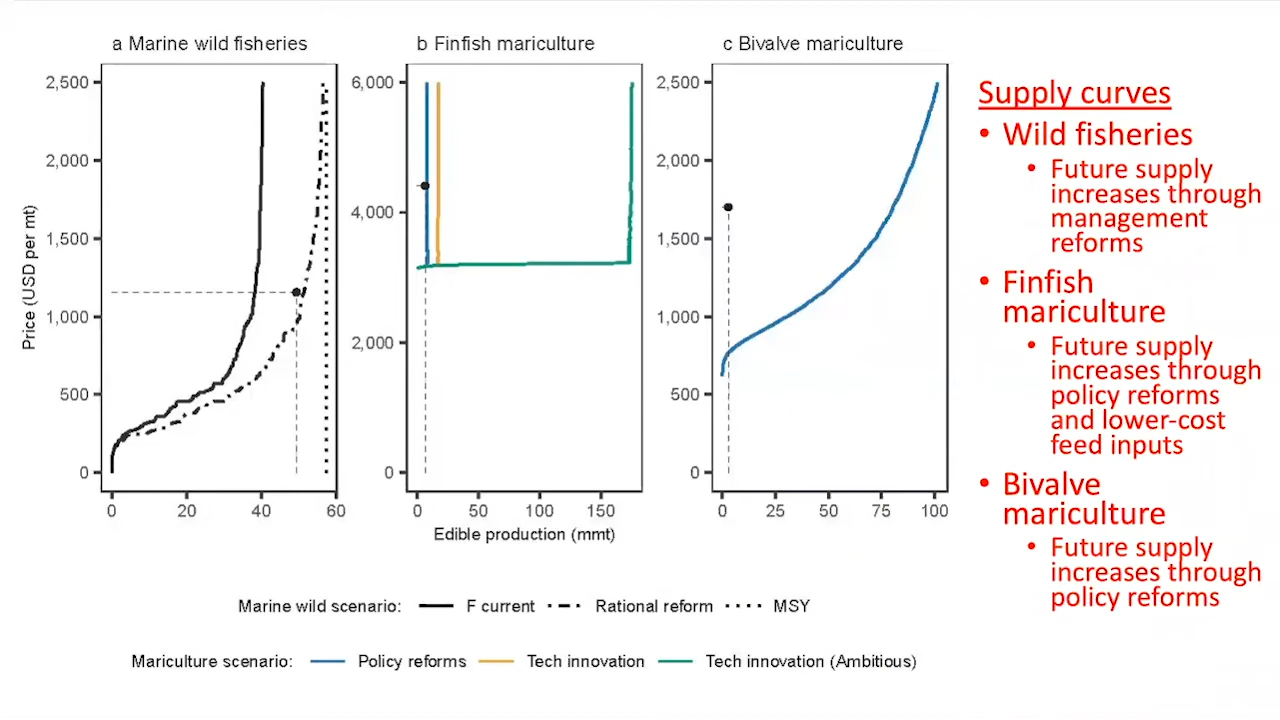 a Marine wild fisheries
b Finfish mariculture
c Bivalve mariculture
Price (USD per mt)
2,500
2,000
1,500
1,000
500
0
0
20
40
60
6,000
4,000
2,000
0
0
50
100
150
2,500
2,000
1,500
1,000
500
0
0
25
50
75
100
Edible production (mmt)
Marine wild scenario:
F current
Rational reform
MSY
Mariculture scenario:
Policy reforms
Tech innovation
Tech innovation (Ambitious)
Supply curves
• Wild fisheries
• Future supply
increases through
management
reforms
• Finfish
mariculture
• Future supply
increases through
policy reforms
and lower-cost
feed inputs
• Bivalve
mariculture
• Future supply
increases through
policy reforms